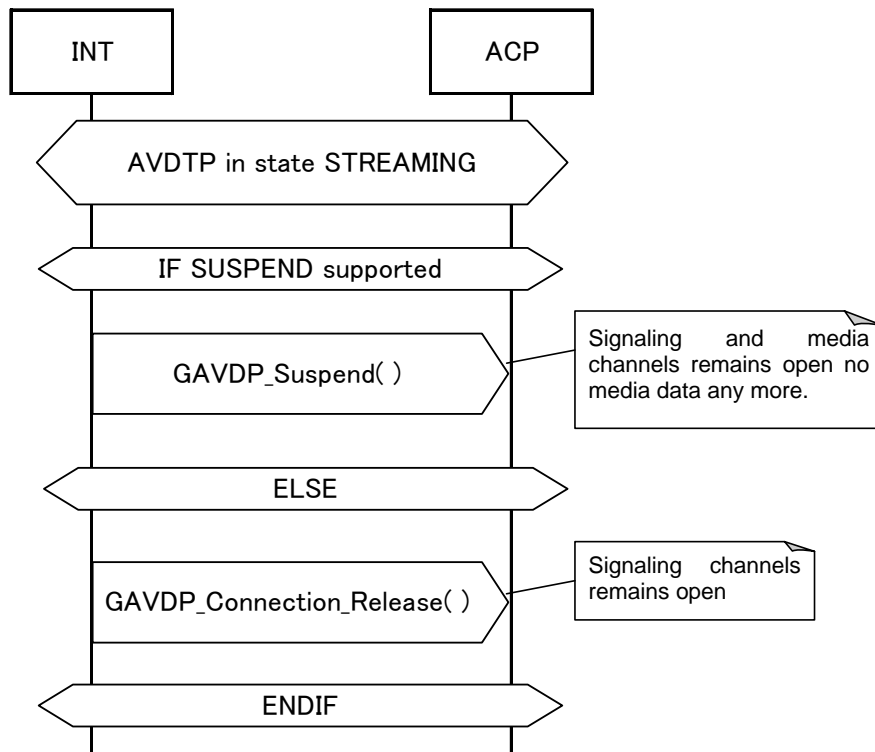 INT
ACP
AVDTP in state STREAMING
IF SUSPEND supported
GAVDP_Suspend( )
Signaling and media
channels remains open no
media data any more.
ELSE
GAVDP_Connection_Release( )
Signaling channels
remains open
ENDIF